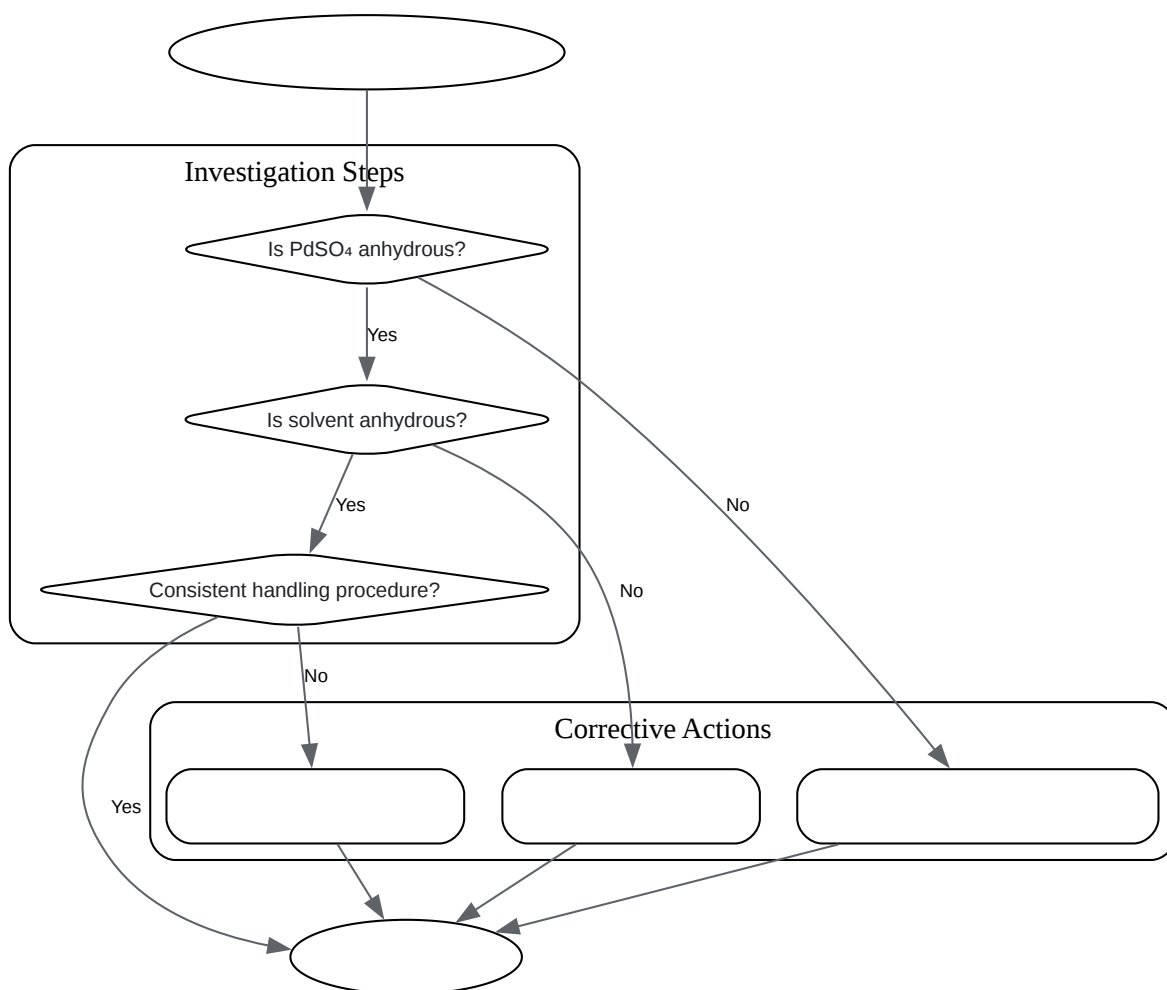 Investigation Steps
Is PdSO₄ anhydrous?
Yes
Is solvent anhydrous?
Yes
No
Consistent handling procedure?
No
No
Corrective Actions
Yes